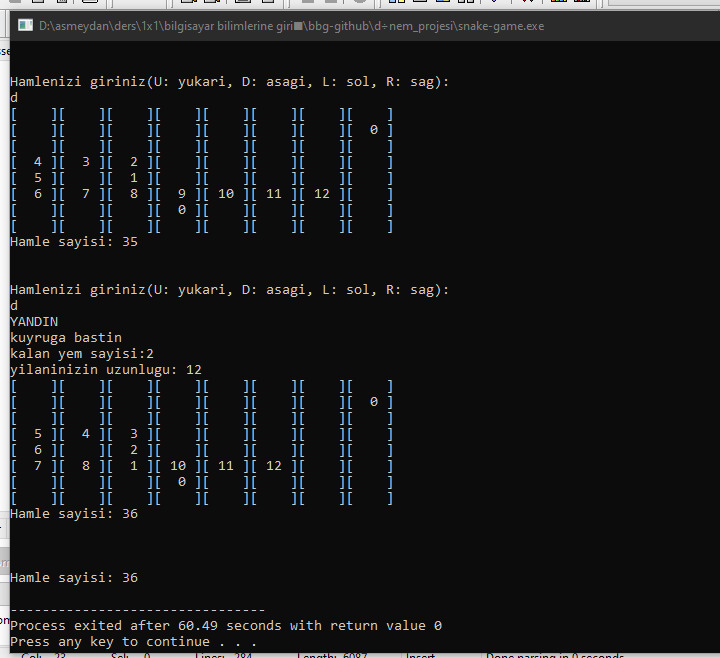 D:\asmeydan\ders\1x1\bilgisayar bilimlerine giri■\bbg-github\d÷nem_projesi\snake-game.exe
Hamlenizi giriniz(U: yukari, D: asagi, L: sol, R: sag):
d
[    ][    ][    ][    ][    ][    ][    ][    ]
[    ][    ][    ][    ][    ][    ][    ][  0 ]
[    ][    ][    ][    ][    ][    ][    ][    ]
[  4 ][  3 ][  2 ][    ][    ][    ][    ][    ]
[  5 ][    ][  1 ][    ][    ][    ][    ][    ]
[  6 ][  7 ][  8 ][  9 ][ 10 ][ 11 ][ 12 ][    ]
[    ][    ][    ][  0 ][    ][    ][    ][    ]
[    ][    ][    ][    ][    ][    ][    ][    ]
Hamle sayisi: 35
Hamlenizi giriniz(U: yukari, D: asagi, L: sol, R: sag):
d
YANDIN
kuyruga bastin
kalan yem sayisi:2
yilaninizin uzunlugu: 12
[    ][    ][    ][    ][    ][    ][    ][    ]
[    ][    ][    ][    ][    ][    ][    ][  0 ]
[    ][    ][    ][    ][    ][    ][    ][    ]
[  5 ][  4 ][  3 ][    ][    ][    ][    ][    ]
[  6 ][    ][  2 ][    ][    ][    ][    ][    ]
[  7 ][  8 ][  1 ][ 10 ][ 11 ][ 12 ][    ][    ]
[    ][    ][    ][  0 ][    ][    ][    ][    ]
[    ][    ][    ][    ][    ][    ][    ][    ]
Hamle sayisi: 36
Hamle sayisi: 36
--------------------------------
Process exited after 60.49 seconds with return value 0
Press any key to continue . . .